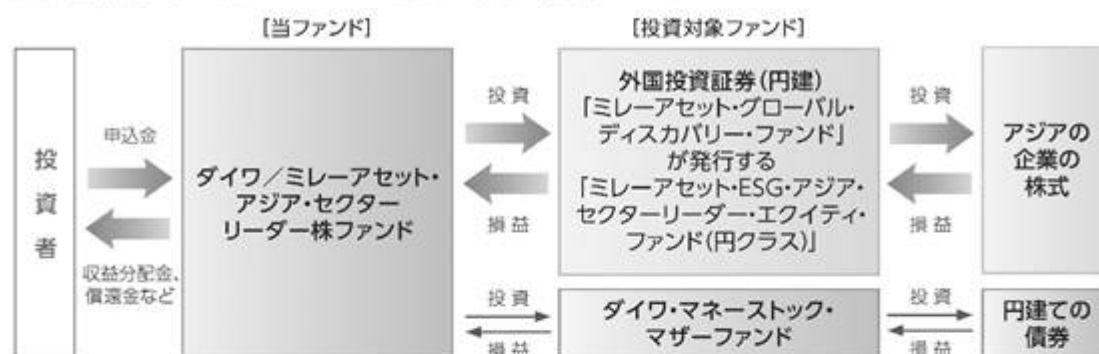 [当ファンド]
[投資対象ファンド]
投資者
申込金
収益分配金、
償還金など
ダイワ／ミレーアセット・
アジア・セクター
リーダー株ファンド
投資
損益
外国投資証券(円建)
「ミレーアセット・グローバル・
ディスカバリー・ファンド」
が発行する
「ミレーアセット・ESG・アジア・
セクターリーダー・エクイティ・
ファンド(円クラス)」
投資
損益
アジアの
企業の
株式
投資
損益
ダイワ・マネーストック・
マザーファンド
投資
損益
円建ての
債券